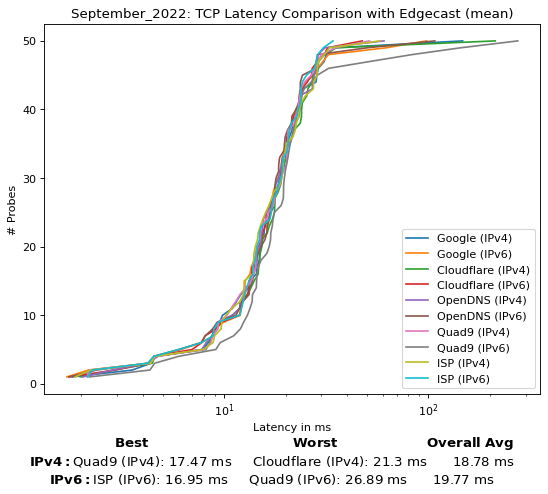 September_2022: TCP Latency Comparison with Edgecast (mean)
50
40
30
20
10
0
# Probes
Google (IPv4)
Google (IPv6)
Cloudflare (IPv4)
Cloudflare (IPv6)
OpenDNS (IPv4)
OpenDNS (IPv6)
Quad9 (IPv4)
Quad9 (IPv6)
ISP (IPv4)
ISP (IPv6)
10¹ 10²
Latency in ms
Best Worst Overall Avg
IPv4: Quad9 (IPv4): 17.47 ms Cloudflare (IPv4): 21.3 ms 18.78 ms
IPv6: ISP (IPv6): 16.95 ms Quad9 (IPv6): 26.89 ms 19.77 ms